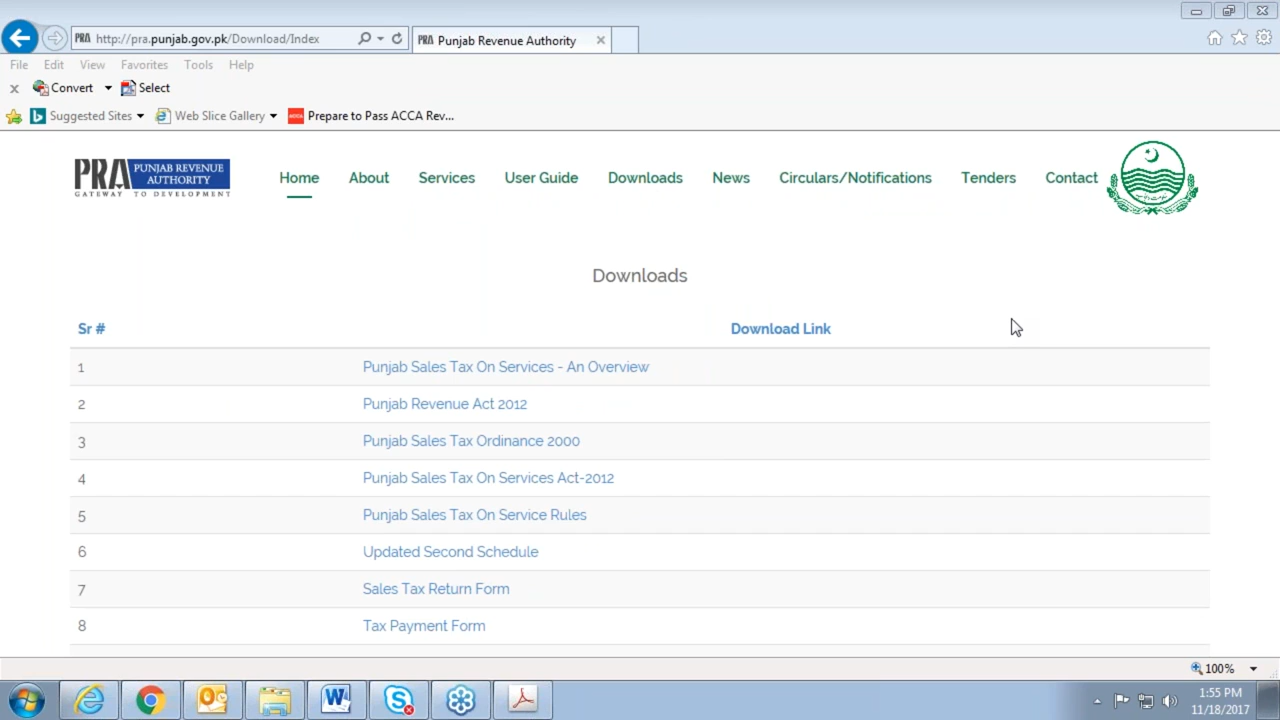 PRA http://pra.punjab.gov.pk/Download/Index
PRA Punjab Revenue Authority
File Edit View Favorites Tools Help
x Convert Select
Suggested Sites Web Slice Gallery ACCA Prepare to Pass ACCA Rev...
PRA PUNJAB REVENUE AUTHORITY
GATEWAY TO DEVELOPMENT
Home About Services User Guide Downloads News Circulars/Notifications Tenders Contact
Downloads
Sr # Download Link
1 Punjab Sales Tax On Services - An Overview
2 Punjab Revenue Act 2012
3 Punjab Sales Tax Ordinance 2000
4 Punjab Sales Tax On Services Act-2012
5 Punjab Sales Tax On Service Rules
6 Updated Second Schedule
7 Sales Tax Return Form
8 Tax Payment Form
100%
1:55 PM
11/18/2017